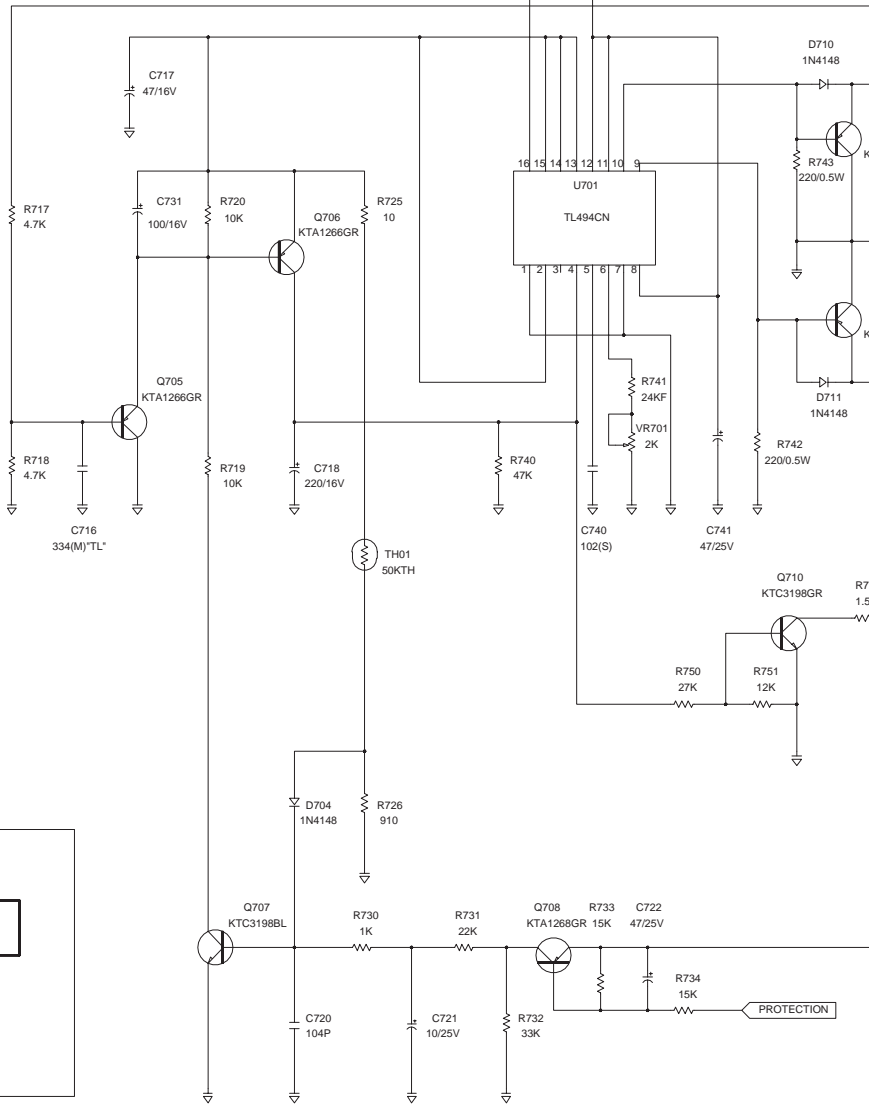 C717
47/16V
D710
1N4148
16 15 14 13 12 11 10 9
U701
TL494CN
1 2 3 4 5 6 7 8
R743
220/0.5W
K
R717
4.7K
C731
100/16V
R720
10K
Q706
KTA1266GR
R725
10
K
Q705
KTA1266GR
R741
24KF
D711
1N4148
VR701
2K
R718
4.7K
R719
10K
C718
220/16V
R740
47K
R742
220/0.5W
C716
334(M)"TL"
C740
102(S)
C741
47/25V
TH01
50KTH
Q710
KTC3198GR
R7
1.5
R750
27K
R751
12K
D704
1N4148
R726
910
Q707
KTC3198BL
R730
1K
R731
22K
Q708
KTA1268GR
R733
15K
C722
47/25V
R734
15K
PROTECTION
C720
104P
C721
10/25V
R732
33K